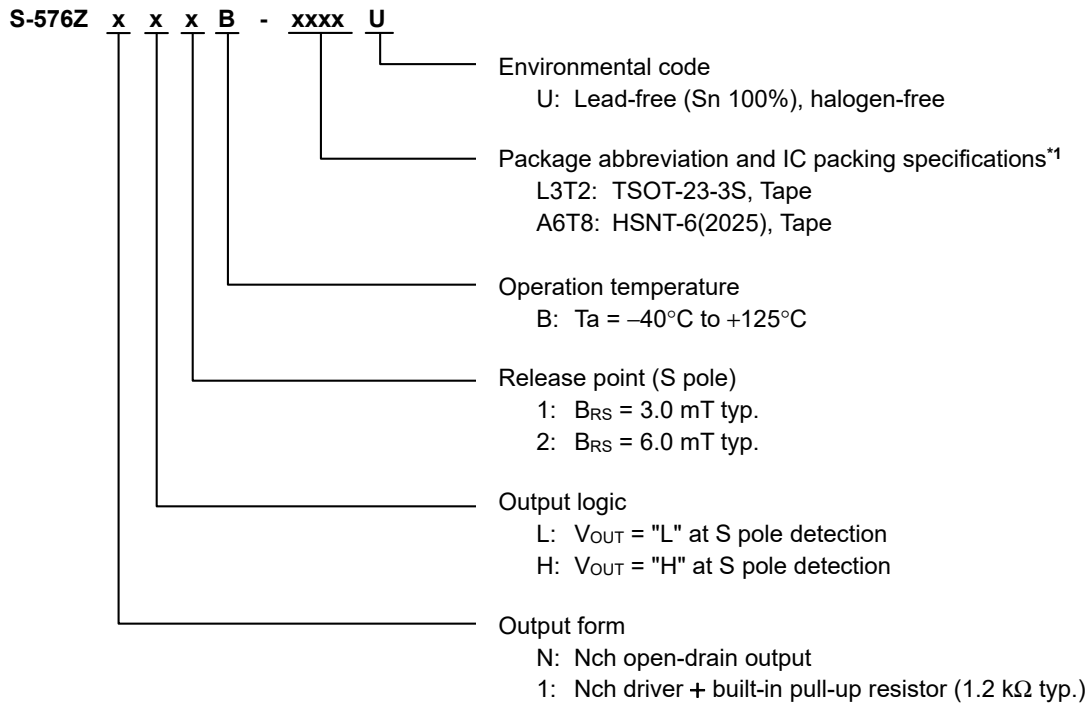 S-576Z x x x B - xxxx U
Environmental code
U: Lead-free (Sn 100%), halogen-free
Package abbreviation and IC packing specifications*1
L3T2: TSOT-23-3S, Tape
A6T8: HSNT-6(2025), Tape
Operation temperature
B: Ta = −40°C to +125°C
Release point (S pole)
1: BRS = 3.0 mT typ.
2: BRS = 6.0 mT typ.
Output logic
L: VOUT = "L" at S pole detection
H: VOUT = "H" at S pole detection
Output form
N: Nch open-drain output
1: Nch driver + built-in pull-up resistor (1.2 kΩ typ.)